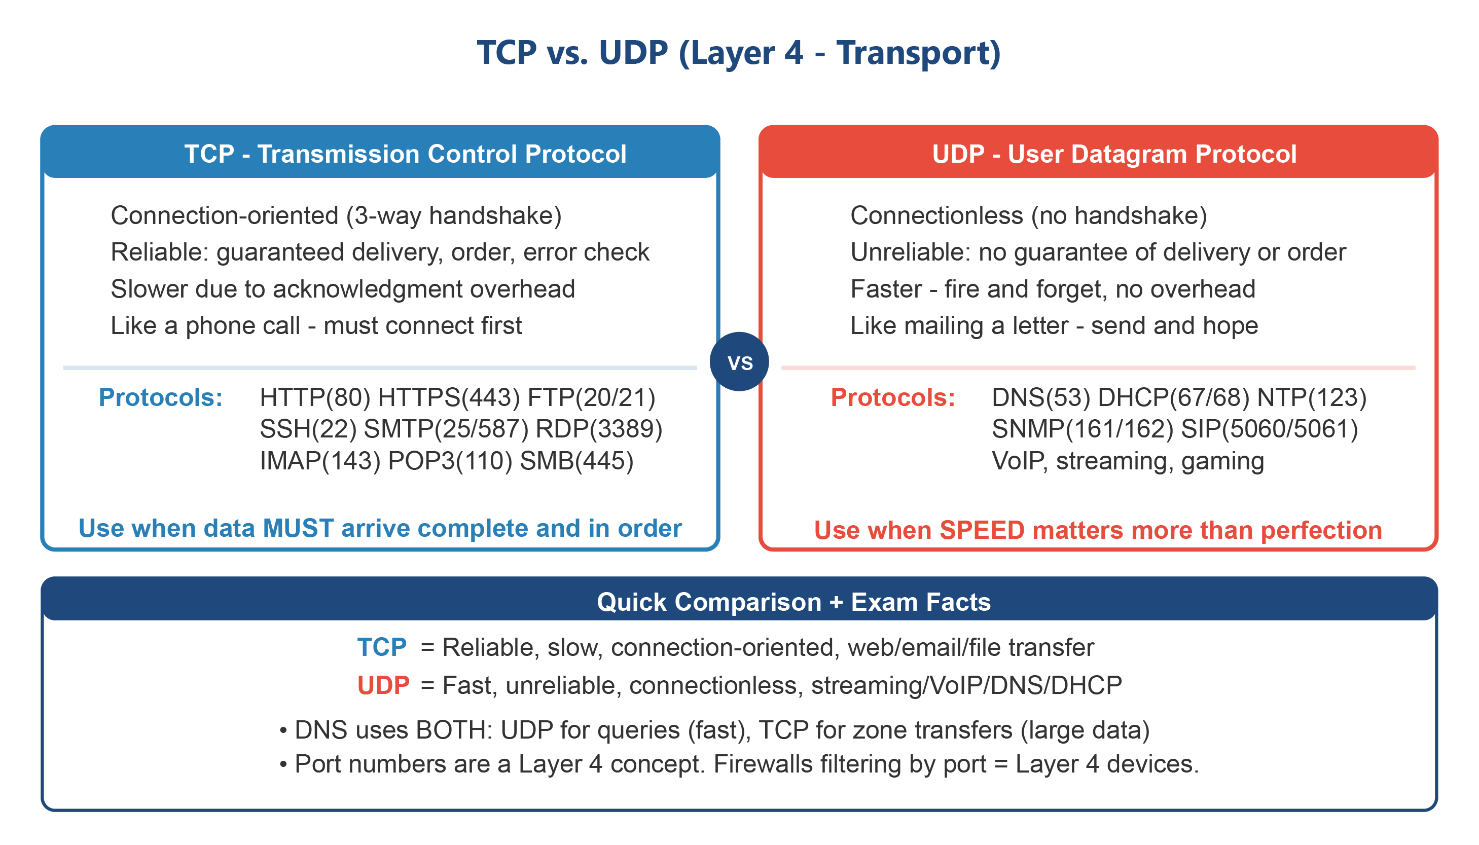 TCP vs. UDP (Layer 4 - Transport)
TCP - Transmission Control Protocol
Connection-oriented (3-way handshake)
Reliable: guaranteed delivery, order, error check
Slower due to acknowledgment overhead
Like a phone call - must connect first
Protocols: HTTP(80) HTTPS(443) FTP(20/21)
SSH(22) SMTP(25/587) RDP(3389)
IMAP(143) POP3(110) SMB(445)
Use when data MUST arrive complete and in order
VS
UDP - User Datagram Protocol
Connectionless (no handshake)
Unreliable: no guarantee of delivery or order
Faster - fire and forget, no overhead
Like mailing a letter - send and hope
Protocols: DNS(53) DHCP(67/68) NTP(123)
SNMP(161/162) SIP(5060/5061)
VoIP, streaming, gaming
Use when SPEED matters more than perfection
Quick Comparison + Exam Facts
TCP = Reliable, slow, connection-oriented, web/email/file transfer
UDP = Fast, unreliable, connectionless, streaming/VoIP/DNS/DHCP
• DNS uses BOTH: UDP for queries (fast), TCP for zone transfers (large data)
• Port numbers are a Layer 4 concept. Firewalls filtering by port = Layer 4 devices.